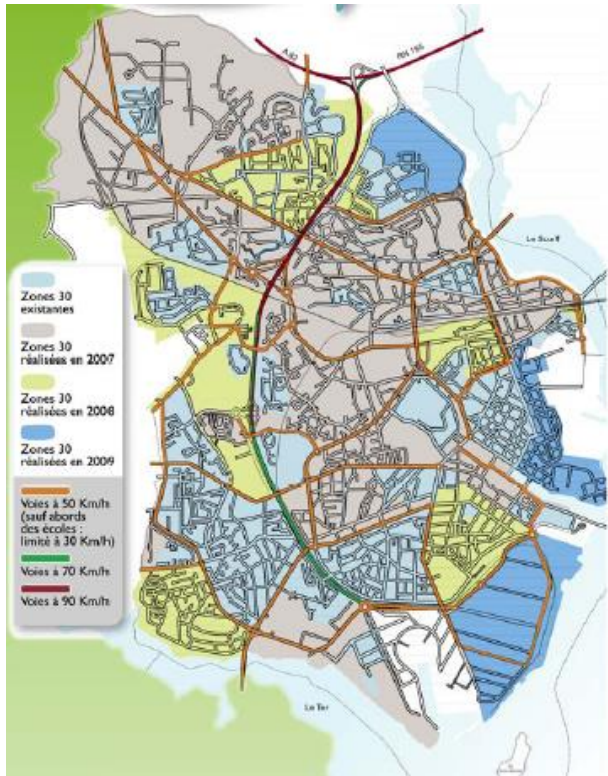 RN 165
Le Scorff
Zones 30
existantes
Zones 30
réalisées en 2007
Zones 30
réalisées en 2008
Zones 30
réalisées en 2009
Voies à 50 Km/h
(sauf abords
des écoles :
limité à 30 Km/h)
Voies à 70 Km/h
Voies à 90 Km/h
Le Ter